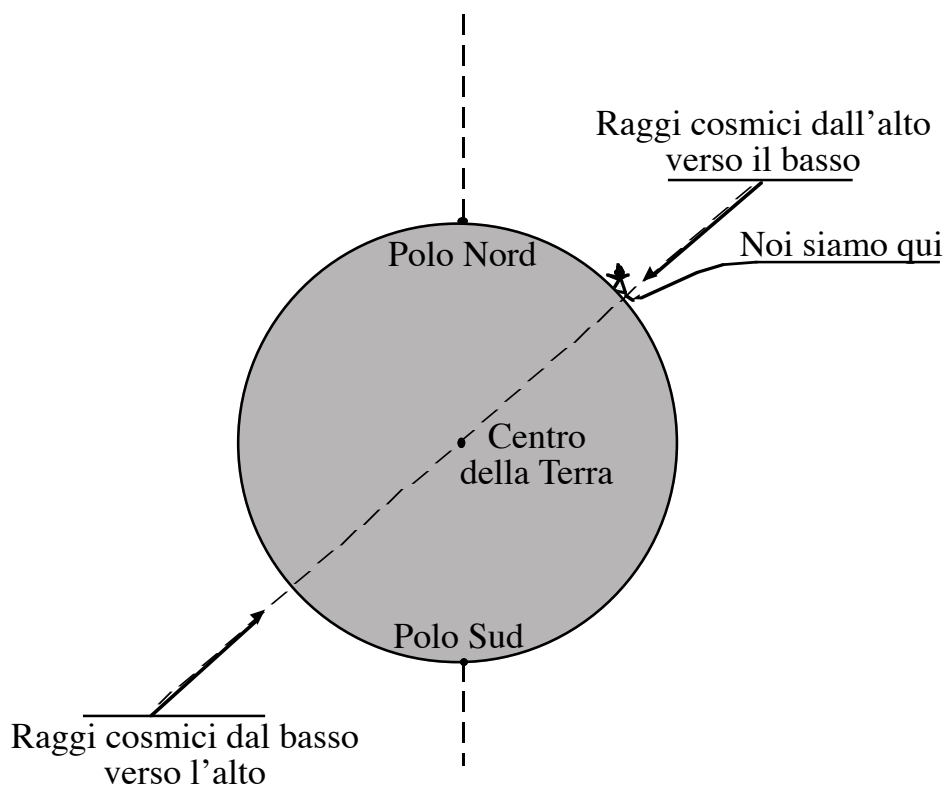 Raggi cosmici dall’alto
verso il basso
Noi siamo qui
Polo Nord
Centro
della Terra
Polo Sud
Raggi cosmici dal basso
verso l’alto